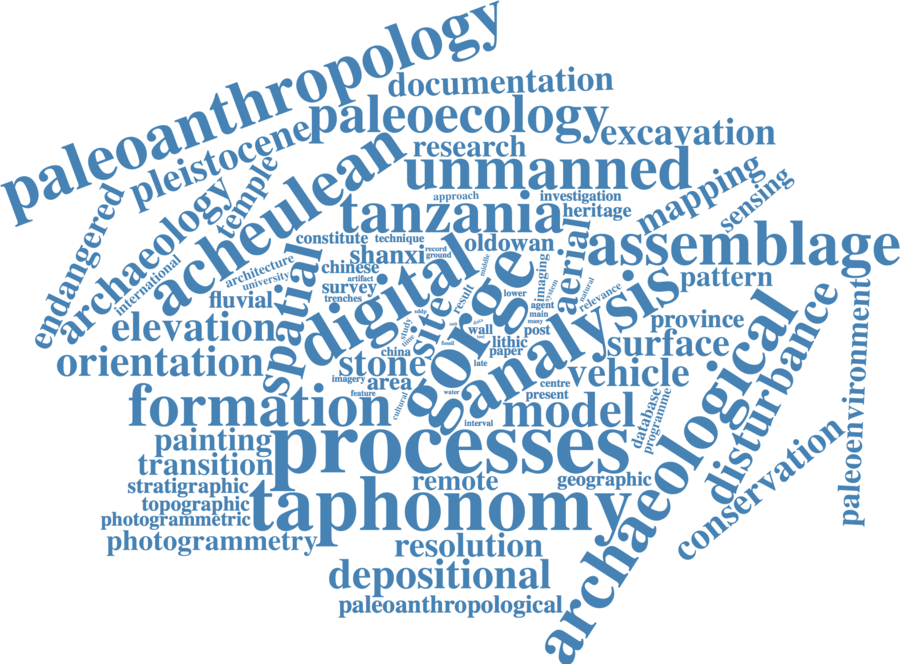 paleoanthropology
documentation
paleoecology
excavation
pleistocene
research
unmanned
acheulean
temple
mapping
sensing
approach
investigation
endangered
archaeology
tanzania
heritage
constitute
technique
oldowan
aerial
assemblage
international
architecture
university
shanxi
record
ground
middle
chinese
artifact
imaging
system
natural
pattern
fluvial
spatial
survey
trenches
digital
result
lower
relevance
elevation
gorge
agent
main
many
analysis
province
orientation
study
site
wall
post
lithic
paper
surface
stone
china
fossil
late
vehicle
disturbance
imagery
area
feature
water
centre
present
formation
cultural
interval
model
database
programme
archaeological
paleoenvironment
painting
processes
transition
stratigraphic
remote
geographic
conservation
topographic
taphonomy
photogrammetric
photogrammetry
resolution
depositional
paleoanthropological